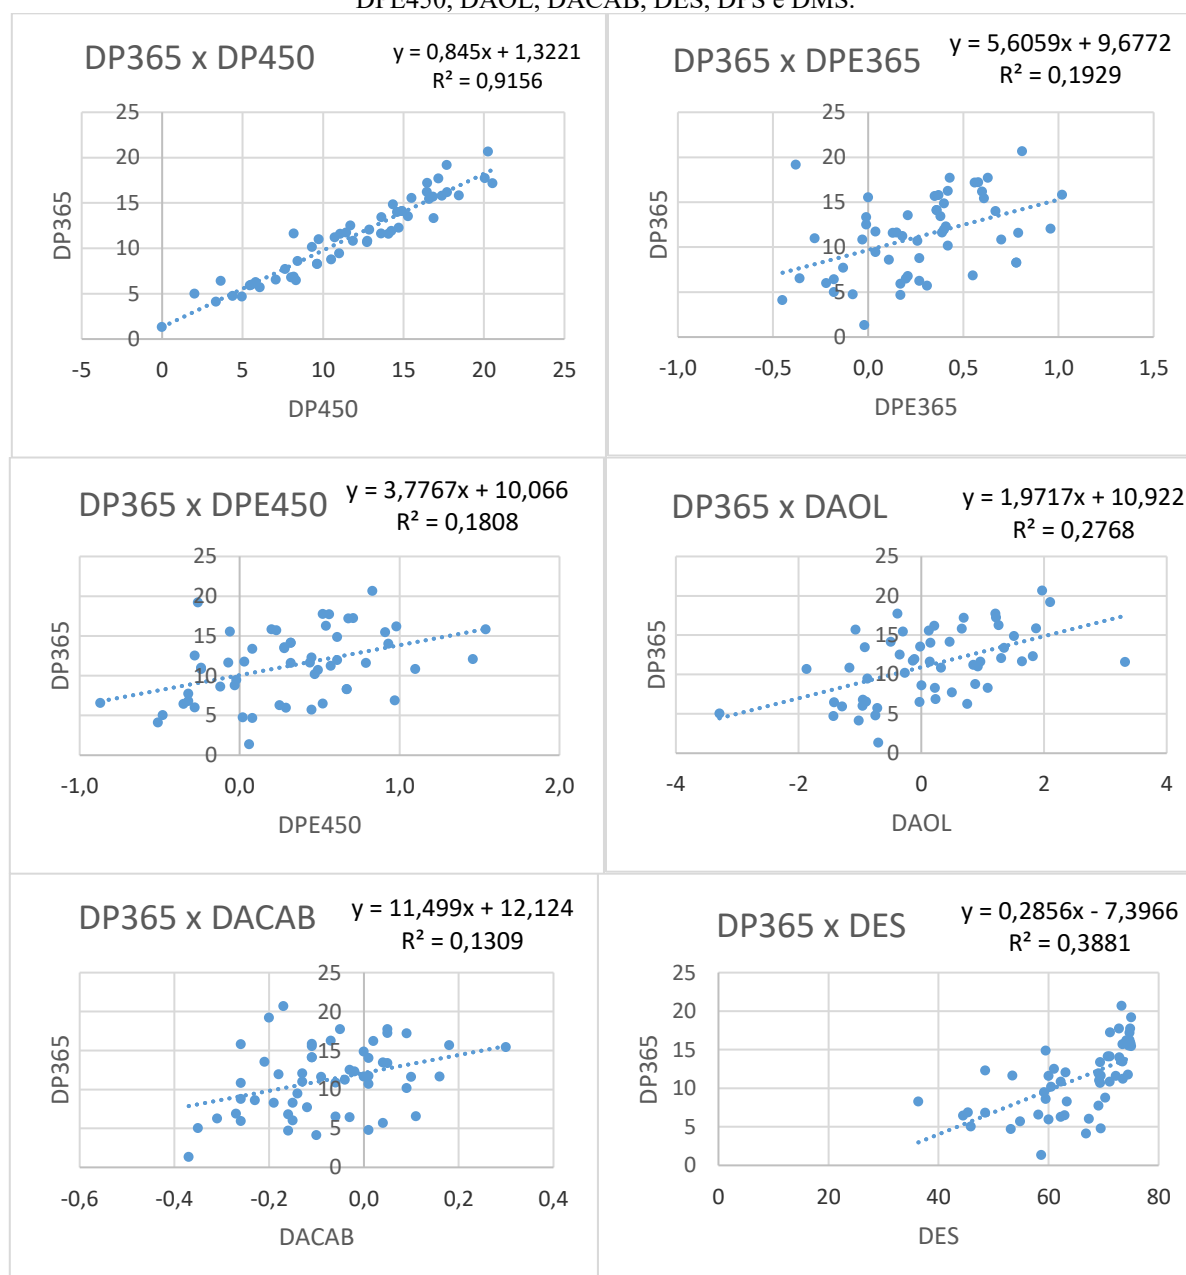 DPE450, DAOL, DACAB, DES, DPS e DMS.
DP365 x DP450
y = 0,845x + 1,3221
R² = 0,9156
25
20
15
10
5
0
-5 0 5 10 15 20 25
DP365
DP450
DP365 x DPE365
y = 5,6059x + 9,6772
R² = 0,1929
25
20
15
10
5
0
-1,0 -0,5 0,0 0,5 1,0 1,5
DP365
DPE365
DP365 x DPE450
y = 3,7767x + 10,066
R² = 0,1808
25
20
15
10
5
0
-1,0 0,0 1,0 2,0
DP365
DPE450
DP365 x DAOL
y = 1,9717x + 10,922
R² = 0,2768
25
20
15
10
5
0
-4 -2 0 2 4
DP365
DAOL
DP365 x DACAB
y = 11,499x + 12,124
R² = 0,1309
25
20
15
10
5
0
-0,6 -0,4 -0,2 0,0 0,2 0,4
DP365
DACAB
DP365 x DES
y = 0,2856x - 7,3966
R² = 0,3881
25
20
15
10
5
0
0 20 40 60 80
DP365
DES